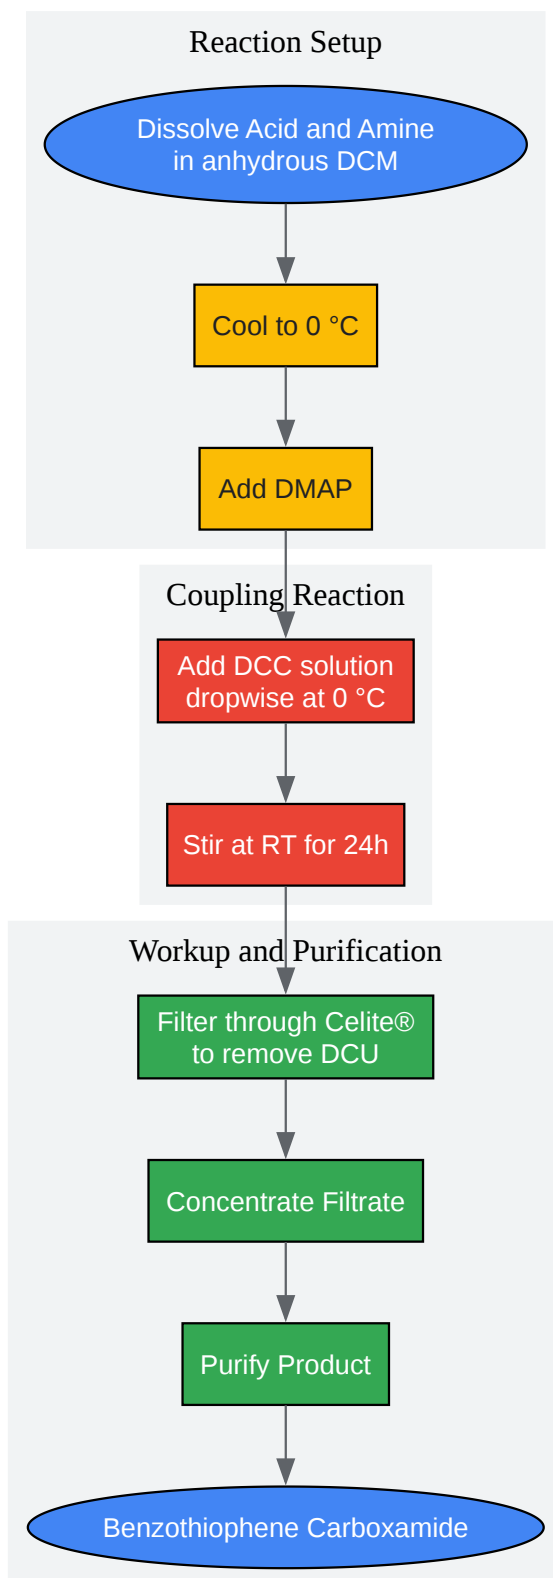 Reaction Setup
Dissolve Acid and Amine
in anhydrous DCM
Cool to 0 °C
Add DMAP
Coupling Reaction
Add DCC solution
dropwise at 0 °C
Stir at RT for 24h
Workup and Purification
Filter through Celite®
to remove DCU
Concentrate Filtrate
Purify Product
Benzothiophene Carboxamide